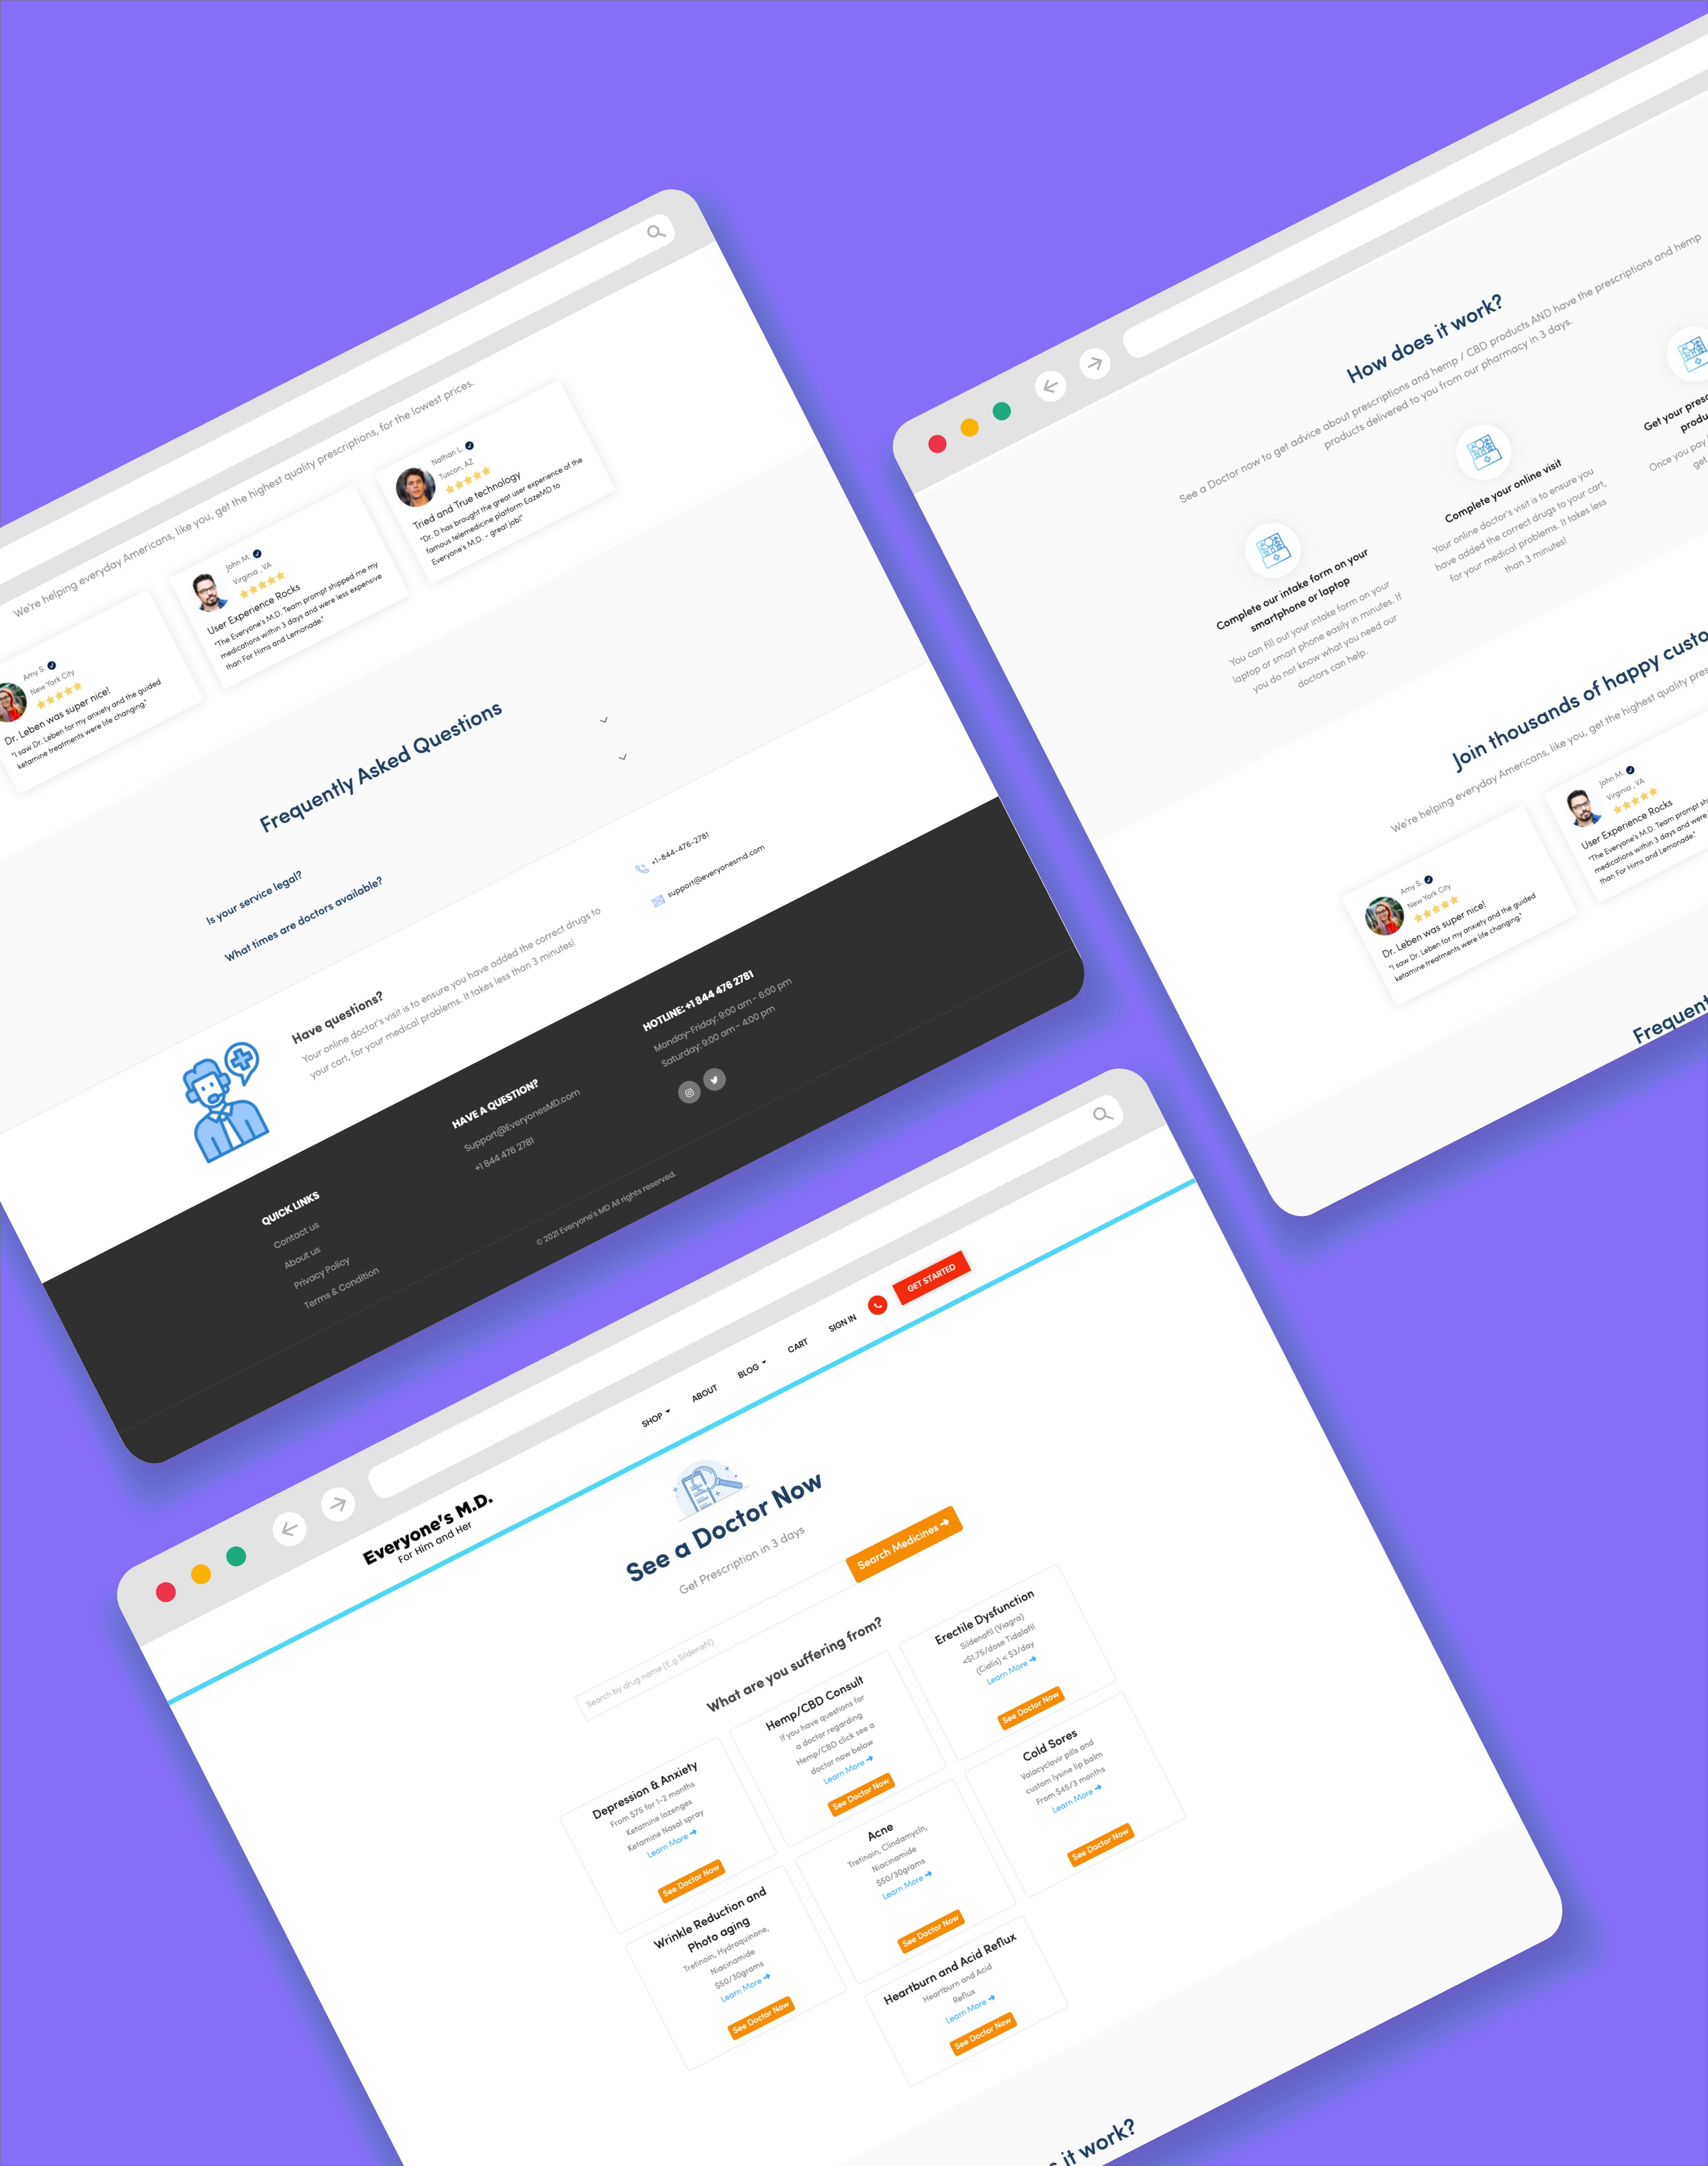 We're helping everyday Americans, like you, get the highest quality prescriptions, for the lowest prices.
Amy S.
New York City
Dr. Leben was super nice!
"I saw Dr. Leben for my anxiety and the guided
ketamine treatments were life changing."
John M.
Virginia , VA
User Experience Rocks
"The Everyone's M.D. Team prompt shipped me my
medications within 3 days and were less expensive
than For Hims and Lemonade."
Nathan L.
Tuscon, AZ
Tried and True technology
"Dr. D has brought the great user experience of the
famous telemedicine platform EazeMD to
Everyone's M.D. - great job!"
Frequently Asked Questions
Is your service legal?
What times are doctors available?
Have questions?
Your online doctor's visit is to ensure you have added the correct drugs to
your cart, for your medical problems. It takes less than 3 minutes!
+1-844-476-2781
support@everyonesmd.com
QUICK LINKS
Contact us
About us
Privacy Policy
Terms & Condition
HAVE A QUESTION?
Support@EveryonesMD.com
+1 844 476 2781
HOTLINE: +1 844 476 2781
Monday-Friday: 9:00 am - 6:00 pm
Saturday: 9:00 am - 4:00 pm
© 2021 Everyone's MD All rights reserved.
How does it work?
See a Doctor now to get advice about prescriptions and hemp / CBD products AND have the prescriptions and hemp
products delivered to you from our pharmacy in 3 days.
Complete our intake form on your
smartphone or laptop
You can fill out your intake form on your
laptop or smart phone easily in minutes. If
you do not know what you need our
doctors can help.
Complete your online visit
Your online doctor's visit is to ensure you
have added the correct drugs to your cart,
for your medical problems. It takes less
than 3 minutes!
Get your
Once you pay
get
Join thousands of happy
We're helping everyday Americans, like you, get the highest quality
Amy S.
New York City
Dr. Leben was super nice!
"I saw Dr. Leben for my anxiety and the guided
ketamine treatments were life changing."
John M.
Virginia , VA
User Experience Rocks
"The Everyone's M.D. Team prompt
medications within 3 days and were
than For Hims and Lemonade."
Everyone's M.D.
For Him and Her
SHOP
ABOUT
BLOG
CART
SIGN IN
GET STARTED
See a Doctor Now
Get Prescription in 3 days
Search by drug name (E.g Sildenafil)
Search Medicines
What are you suffering from?
Depression & Anxiety
From $75 for 1-2 months
Ketamine lozenges
Ketamine Nasal spray
Learn More
See Doctor Now
Hemp/CBD Consult
If you have questions for
a doctor regarding
Hemp/CBD click see a
doctor now below
Learn More
See Doctor Now
Erectile Dysfunction
Sildenafil (Viagra)
<$1.75/dose Tidalafil
(Cialis) < $3/day
Learn More
See Doctor Now
Wrinkle Reduction and
Photo aging
Tretinoin, Hydroquinone,
Niacinamide
$50/30grams
Learn More
See Doctor Now
Acne
Tretinoin, Clindamycin,
Niacinamide
$50/30grams
Learn More
See Doctor Now
Cold Sores
Valacyclovir pills and
custom lysine lip balm
From $45/3 months
Learn More
See Doctor Now
Heartburn and Acid Reflux
Heartburn and Acid
Reflux
Learn More
See Doctor Now
it work?